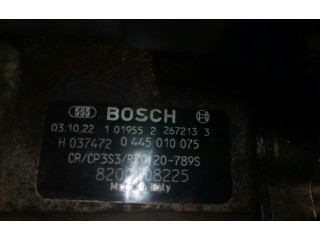 555 BOSCH
03.10.22 1 01955 2 267213 3
H 037472 0 445 010 075
CR/CP3S3/R70/20-789S
Made in Italy